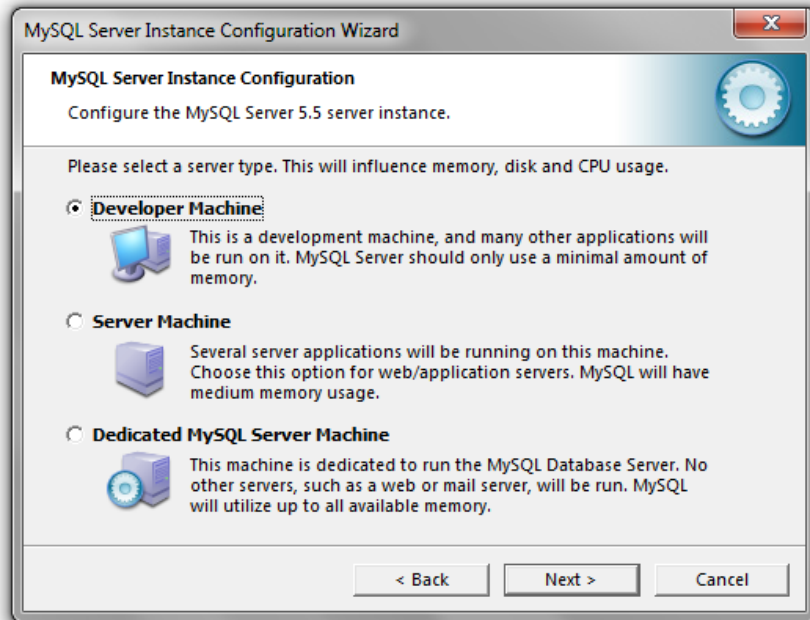 MySQL Server Instance Configuration Wizard
MySQL Server Instance Configuration
Configure the MySQL Server 5.5 server instance.
Please select a server type. This will influence memory, disk and CPU usage.
Developer Machine
This is a development machine, and many other applications will
be run on it. MySQL Server should only use a minimal amount of
memory.
Server Machine
Several server applications will be running on this machine.
Choose this option for web/application servers. MySQL will have
medium memory usage.
Dedicated MySQL Server Machine
This machine is dedicated to run the MySQL Database Server. No
other servers, such as a web or mail server, will be run. MySQL
will utilize up to all available memory.
< Back Next > Cancel